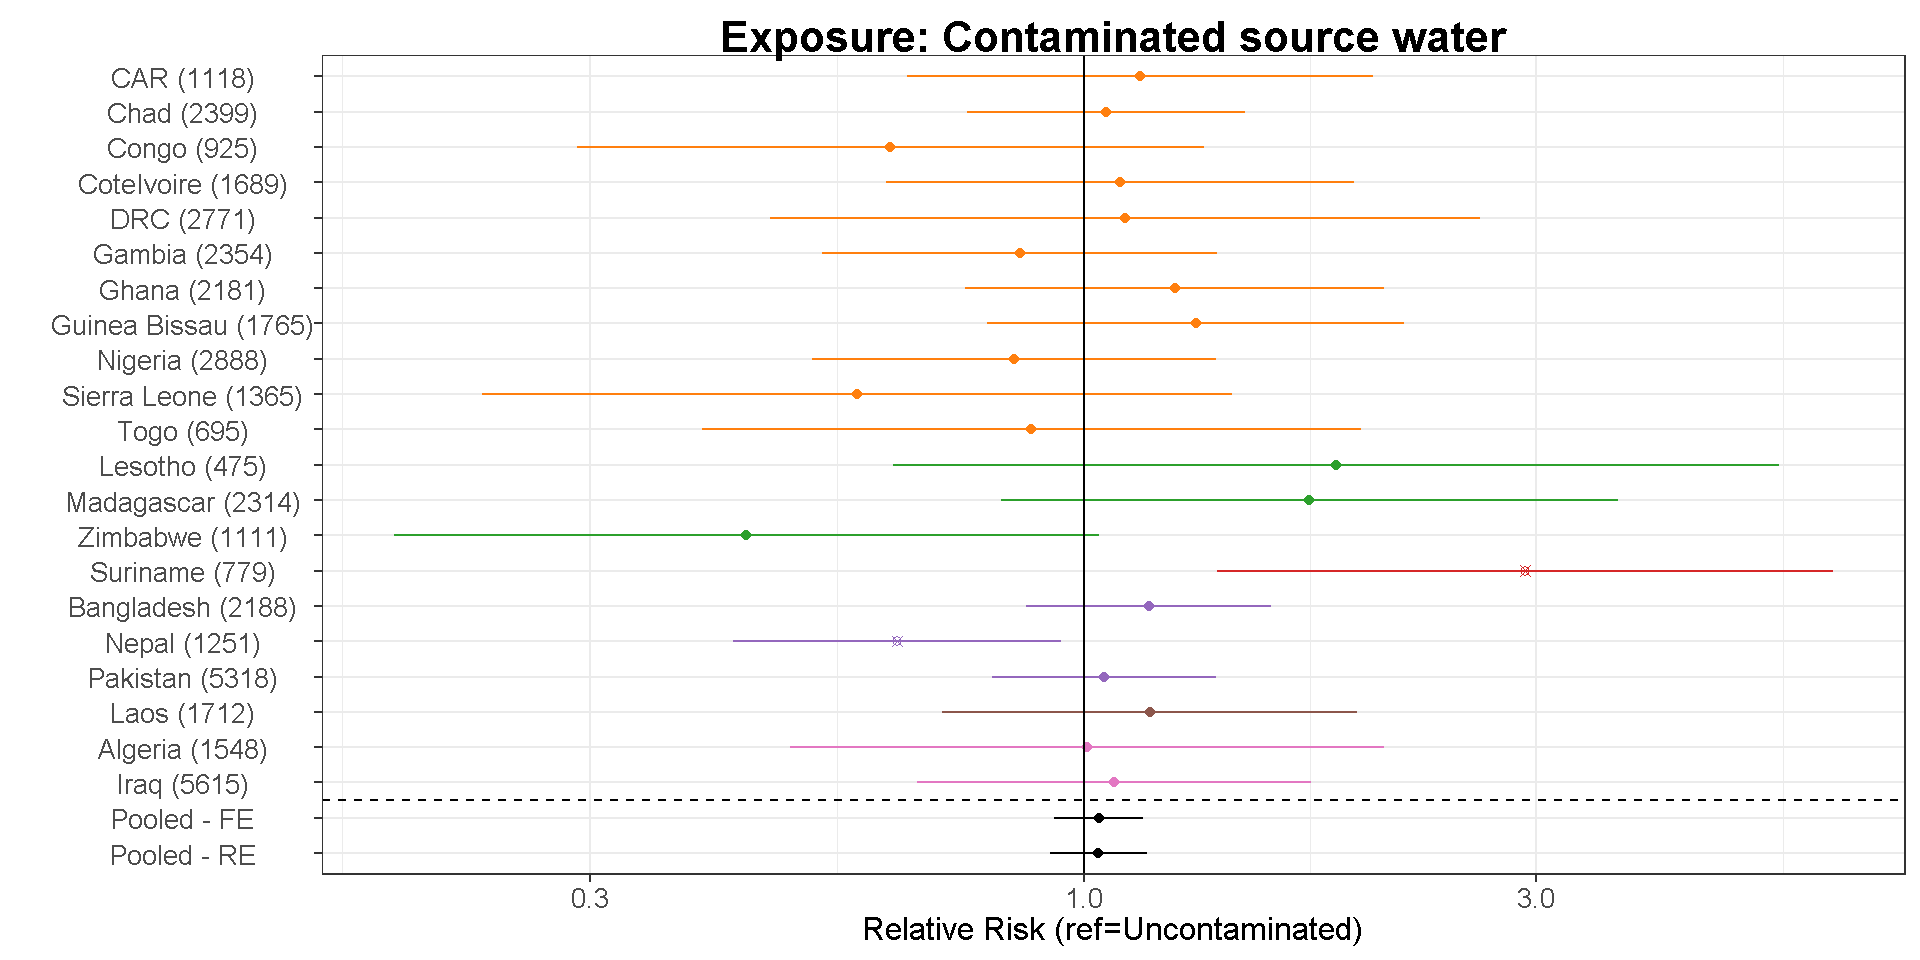 Exposure: Contaminated source water
CAR (1118)
Chad (2399)
Congo (925)
CoteIvoire (1689)
DRC (2771)
Gambia (2354)
Ghana (2181)
Guinea Bissau (1765)
Nigeria (2888)
Sierra Leone (1365)
Togo (695)
Lesotho (475)
Madagascar (2314)
Zimbabwe (1111)
Suriname (779)
Bangladesh (2188)
Nepal (1251)
Pakistan (5318)
Laos (1712)
Algeria (1548)
Iraq (5615)
Pooled - FE
Pooled - RE
0.3 1.0 3.0
Relative Risk (ref=Uncontaminated)